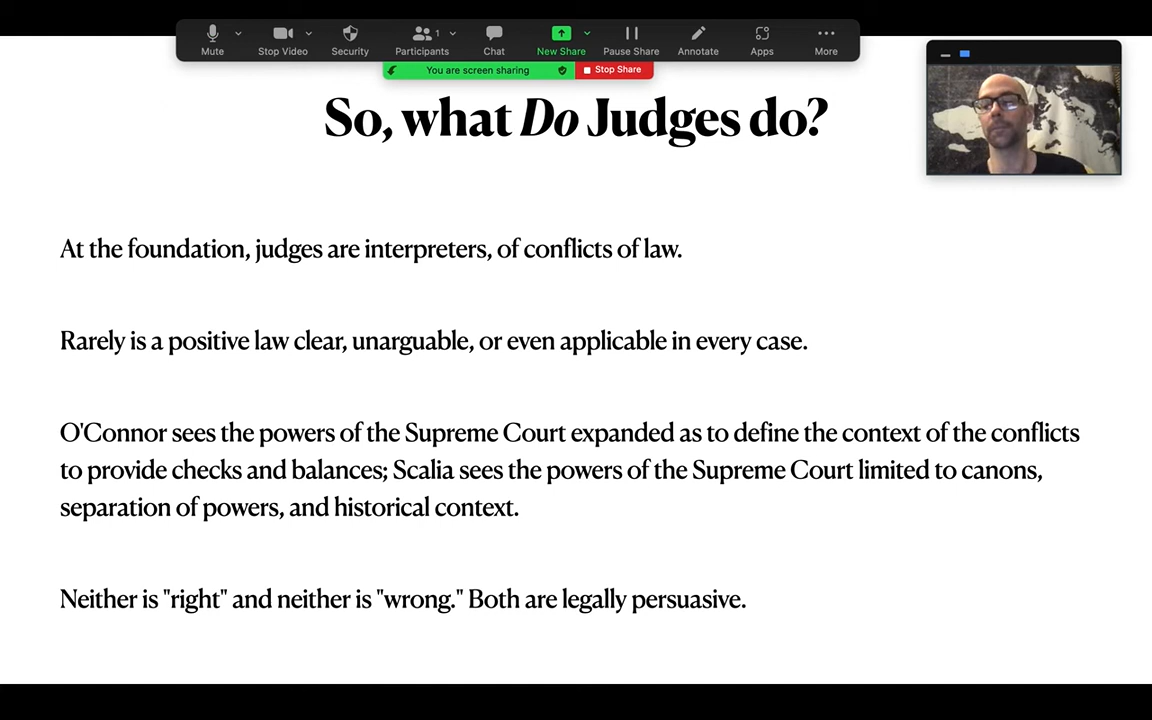 Mute
Stop Video
Security
Participants
1
Chat
New Share
Pause Share
Annotate
Apps
More
You are screen sharing
Stop Share
So, what Do Judges do?
At the foundation, judges are interpreters, of conflicts of law.
Rarely is a positive law clear, unarguable, or even applicable in every case.
O'Connor sees the powers of the Supreme Court expanded as to define the context of the conflicts
to provide checks and balances; Scalia sees the powers of the Supreme Court limited to canons,
separation of powers, and historical context.
Neither is "right" and neither is "wrong." Both are legally persuasive.